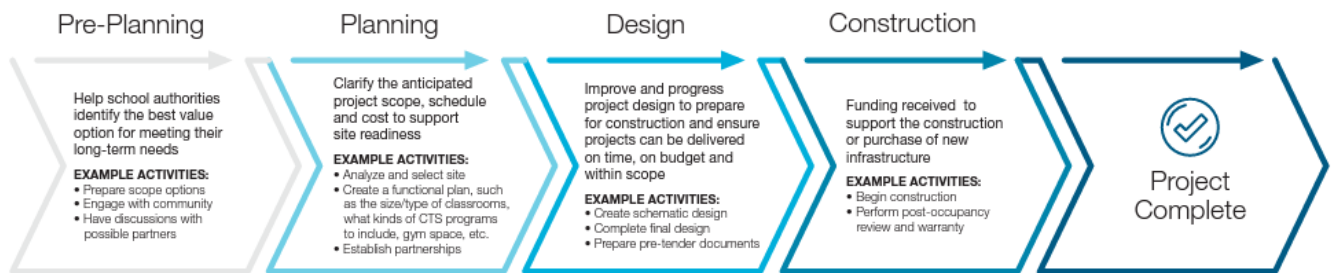 Pre-Planning
Help school authorities
identify the best value
option for meeting their
long-term needs
EXAMPLE ACTIVITIES:
• Prepare scope options
• Engage with community
• Have discussions with
possible partners
Planning
Clarify the anticipated
project scope, schedule
and cost to support
site readiness
EXAMPLE ACTIVITIES:
• Analyze and select site
• Create a functional plan, such
as the size/type of classrooms,
what kinds of CTS programs
to include, gym space, etc.
• Establish partnerships
Design
Improve and progress
project design to prepare
for construction and ensure
projects can be delivered
on time, on budget and
within scope
EXAMPLE ACTIVITIES:
• Create schematic design
• Complete final design
• Prepare pre-tender documents
Construction
Funding received to
support the construction
or purchase of new
infrastructure
EXAMPLE ACTIVITIES:
• Begin construction
• Perform post-occupancy
review and warranty
Project
Complete